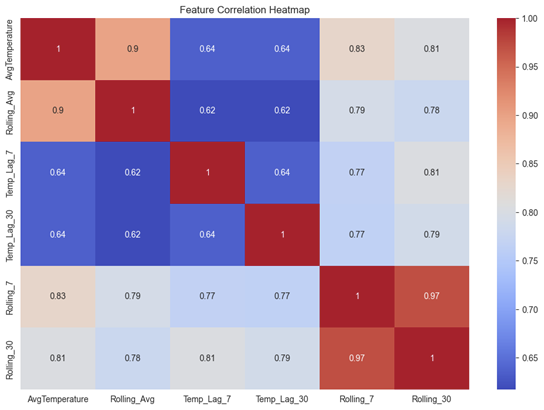 Feature Correlation Heatmap
AvgTemperature 1 0.9 0.64 0.64 0.83 0.81
Rolling_Avg 0.9 1 0.62 0.62 0.79 0.78
Temp_Lag_7 0.64 0.62 1 0.64 0.77 0.81
Temp_Lag_30 0.64 0.62 0.64 1 0.77 0.79
Rolling_7 0.83 0.79 0.77 0.77 1 0.97
Rolling_30 0.81 0.78 0.81 0.79 0.97 1
AvgTemperature Rolling_Avg Temp_Lag_7 Temp_Lag_30 Rolling_7 Rolling_30
1.00
0.95
0.90
0.85
0.80
0.75
0.70
0.65